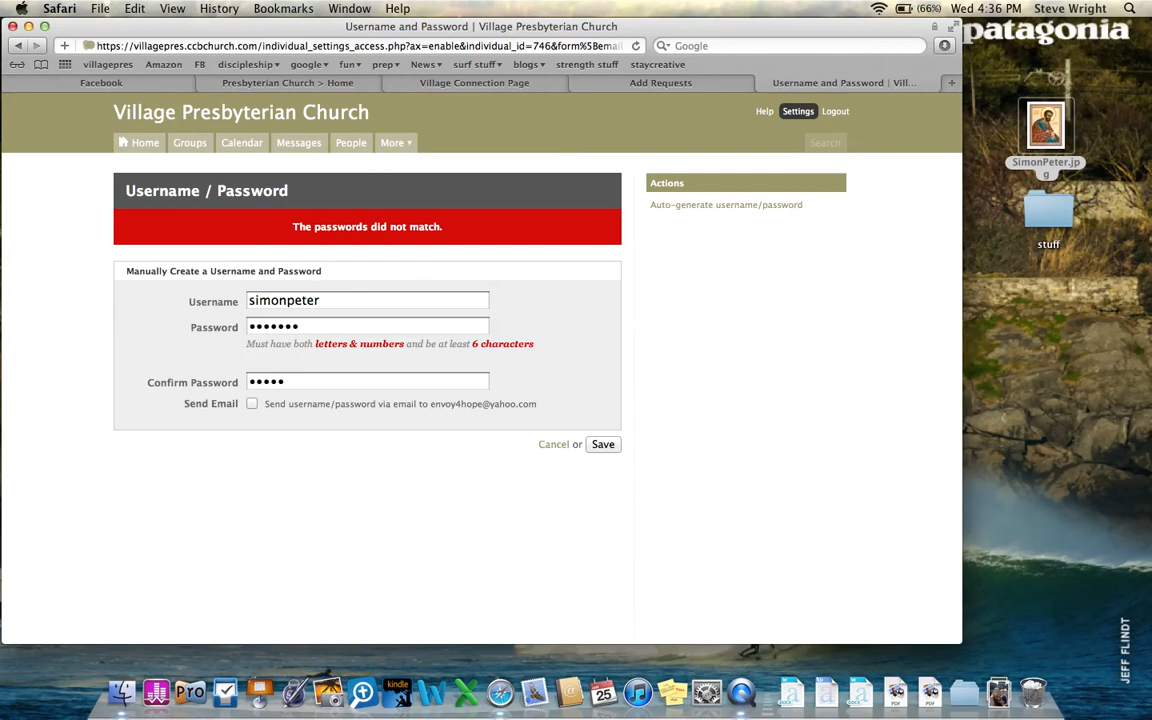 Safari File Edit View History Bookmarks Window Help (66%) Wed 4:36 PM Steve Wright
Username and Password | Village Presbyterian Church
https://villagepres.ccbchurch.com/individual_settings_access.php?ax=enable&individual_id=746&form%5Bemai Google
villagepres Amazon FB discipleship google fun prep News surf stuff blogs strength stuff staycreative
Facebook Presbyterian Church > Home Village Connection Page Add Requests Username and Password | Vill...
Village Presbyterian Church
Help Settings Logout
Home Groups Calendar Messages People More Search
Username / Password
The passwords did not match.
Manually Create a Username and Password
Username simonpeter
Password •••••••
Must have both letters & numbers and be at least 6 characters
Confirm Password •••••
Send Email Send username/password via email to envoy4hope@yahoo.com
Cancel or Save
Actions
Auto-generate username/password
patagonia
SimonPeter.jp
g
stuff
JEFF FLINDT
Pro
kindle
25